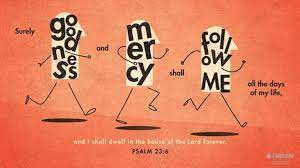 Surely goodness and mercy shall follow ME all the days of my life,
and I shall dwell in the house of the Lord forever.
PSALM 23:6